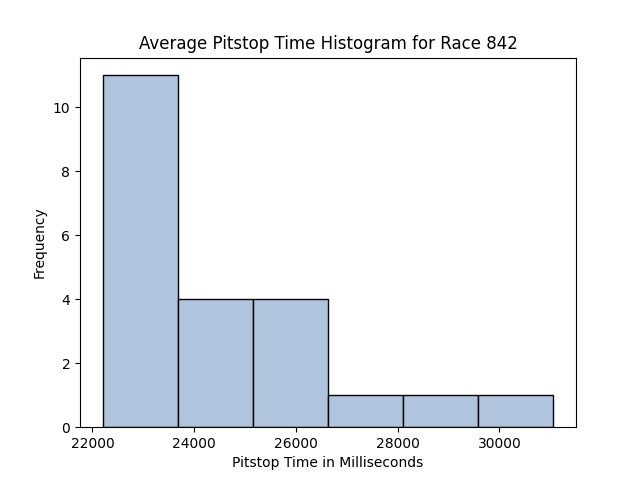 Average Pitstop Time Histogram for Race 842
10
8
6
4
2
0
Frequency
22000 24000 26000 28000 30000
Pitstop Time in Milliseconds